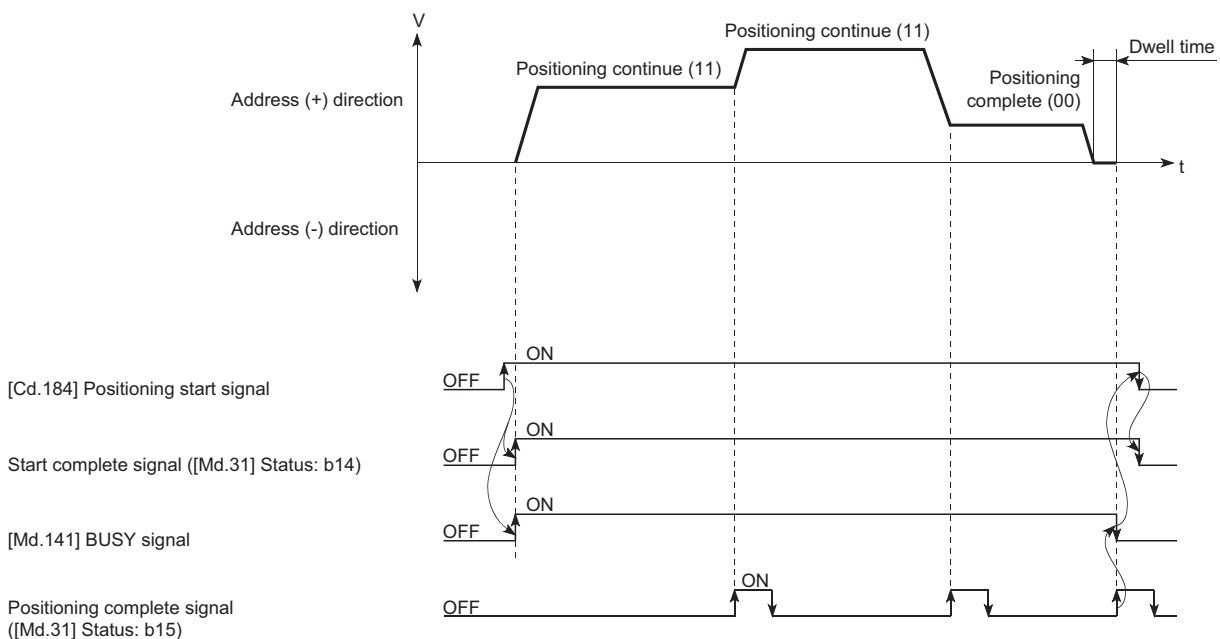 V
Positioning continue (11)
Dwell time
Positioning continue (11)
Positioning
complete (00)
Address (+) direction
t
Address (-) direction
ON
OFF
[Cd.184] Positioning start signal
ON
OFF
Start complete signal ([Md.31] Status: b14)
ON
OFF
[Md.141] BUSY signal
ON
OFF
Positioning complete signal
([Md.31] Status: b15)